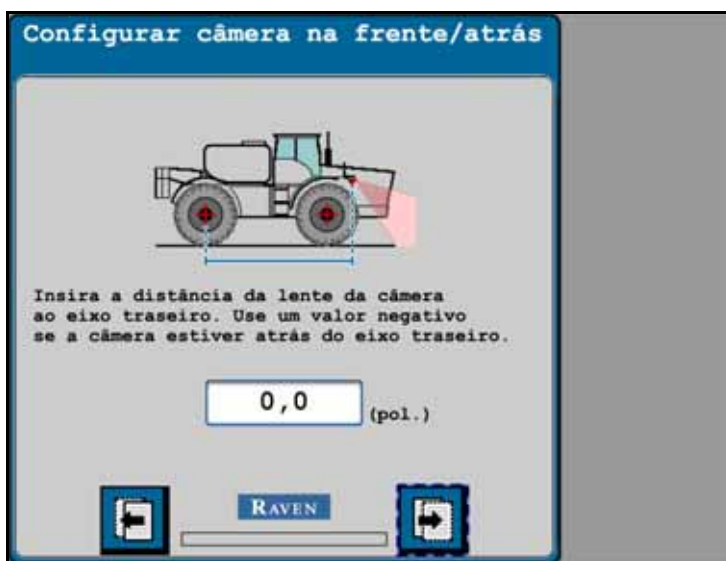 Configurar câmera na frente/atrás
Insira a distância da lente da câmera
ao eixo traseiro. Use um valor negativo
se a câmera estiver atrás do eixo traseiro.
0,0 (pol.)
RAVEN